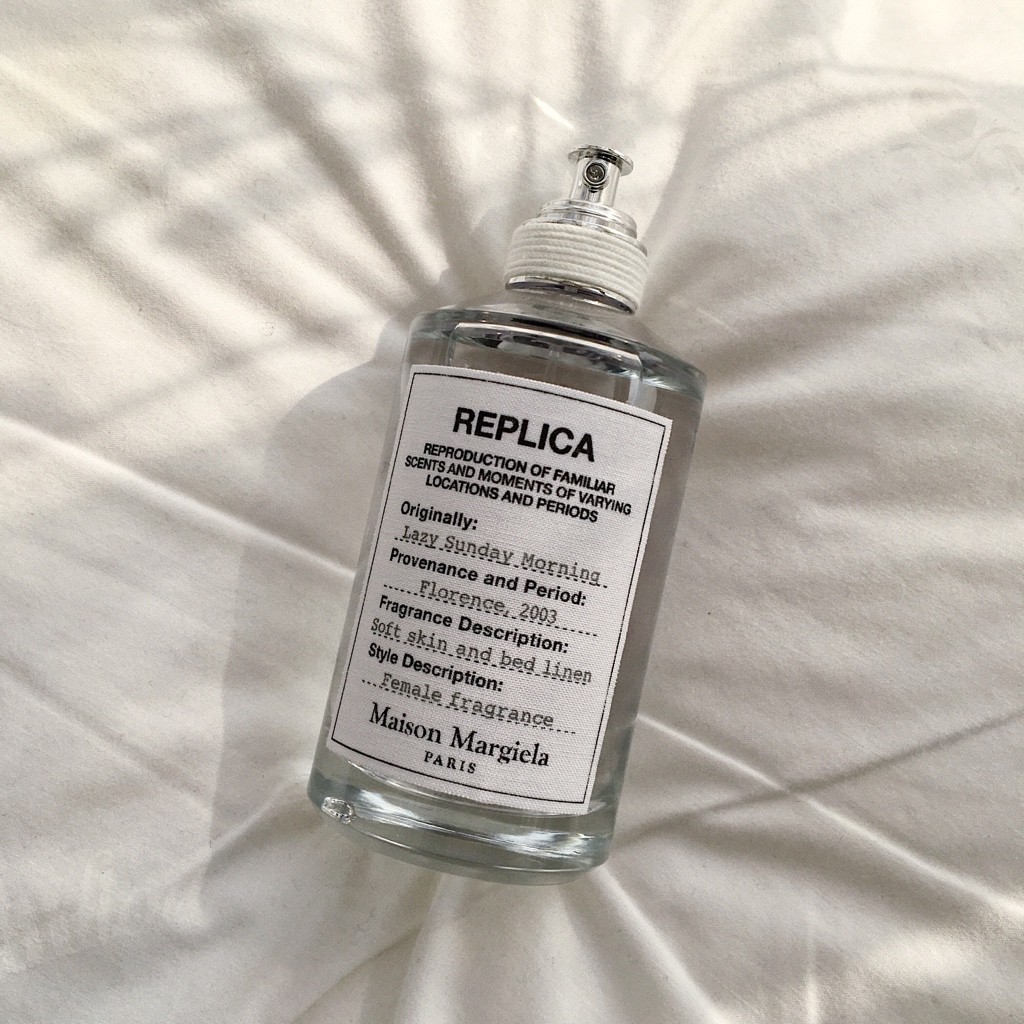 REPLICA
REPRODUCTION OF FAMILIAR
SCENTS AND MOMENTS OF VARYING
LOCATIONS AND PERIODS
Originally:
Lazy Sunday Morning
Provenance and Period:
Florence, 2003
Fragrance Description:
Soft skin and bed linen
Style Description:
Female fragrance
Maison Margiela
PARIS